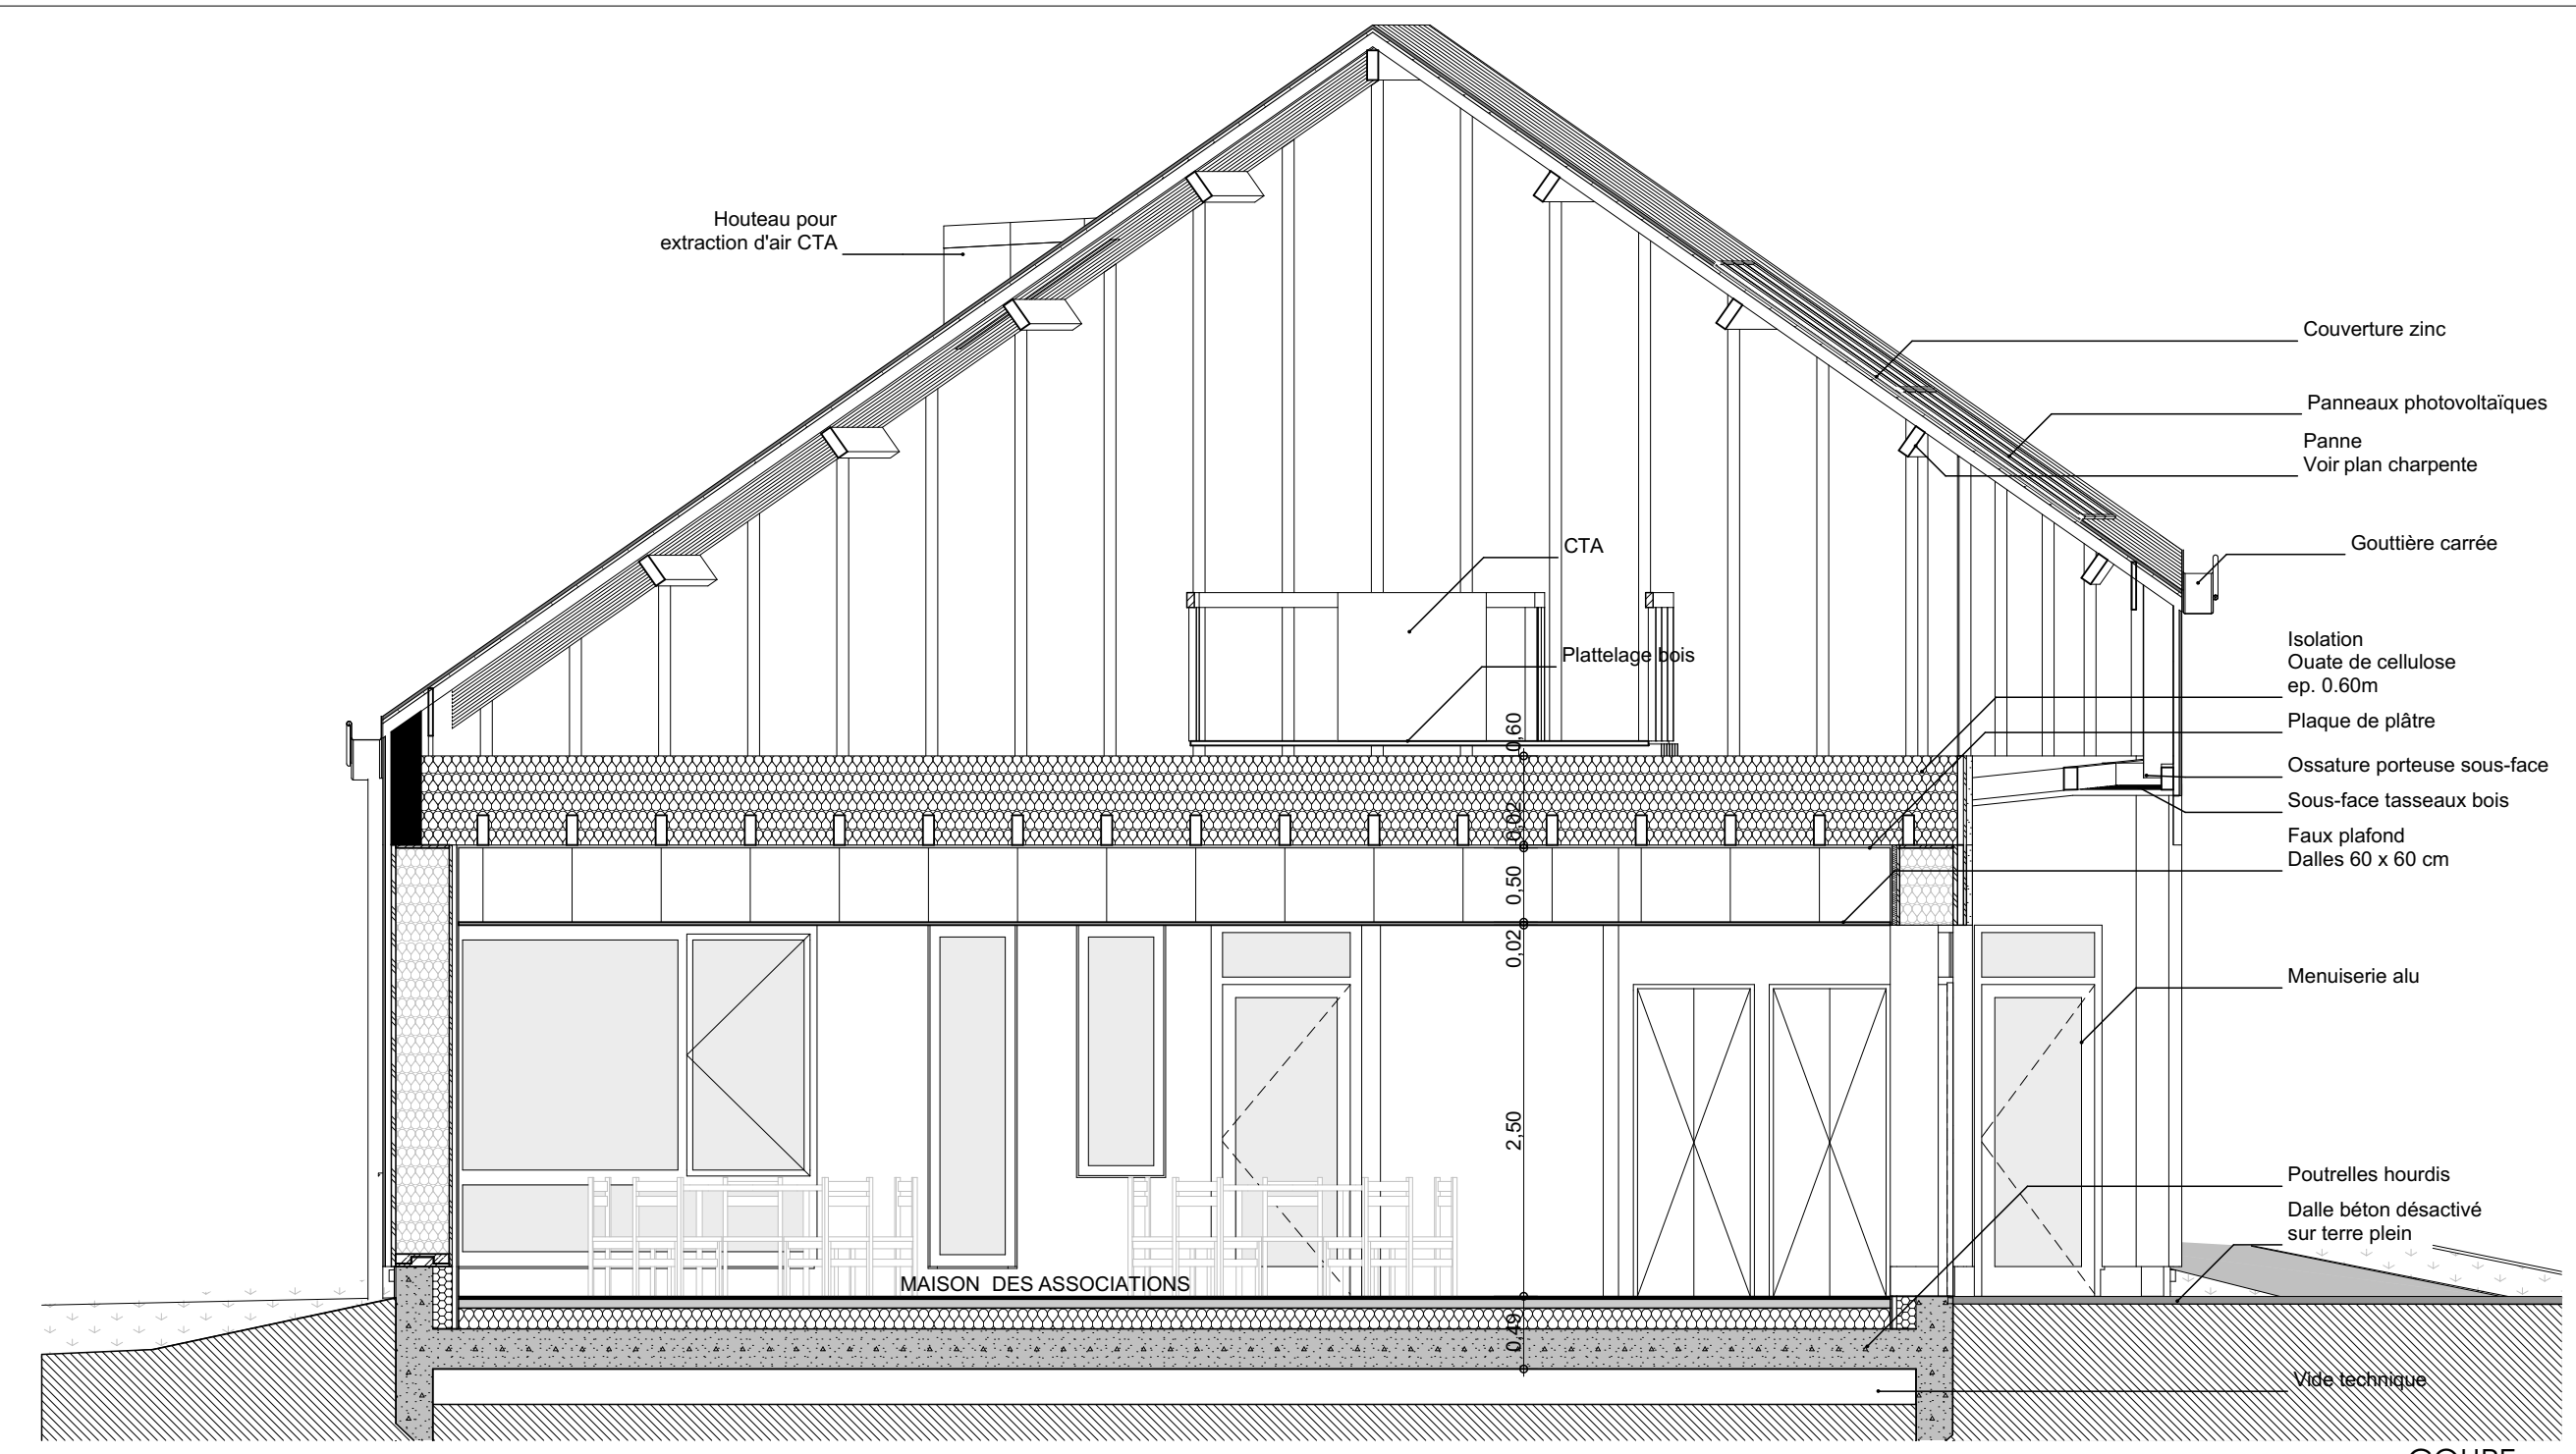 Houteau pour
extraction d'air CTA
Couverture zinc
Panneaux photovoltaïques
Panne
Voir plan charpente
CTA
Gouttière carrée
Plattelage bois
Isolation
Ouate de cellulose
ep. 0.60m
Plaque de plâtre
0,60
Ossature porteuse sous-face
Sous-face tasseaux bois
0,02
Faux plafond
Dalles 60 x 60 cm
0,50
0,02
Menuiserie alu
2,50
Poutrelles hourdis
Dalle béton désactivé
sur terre plein
MAISON DES ASSOCIATIONS
0,49
Vide technique